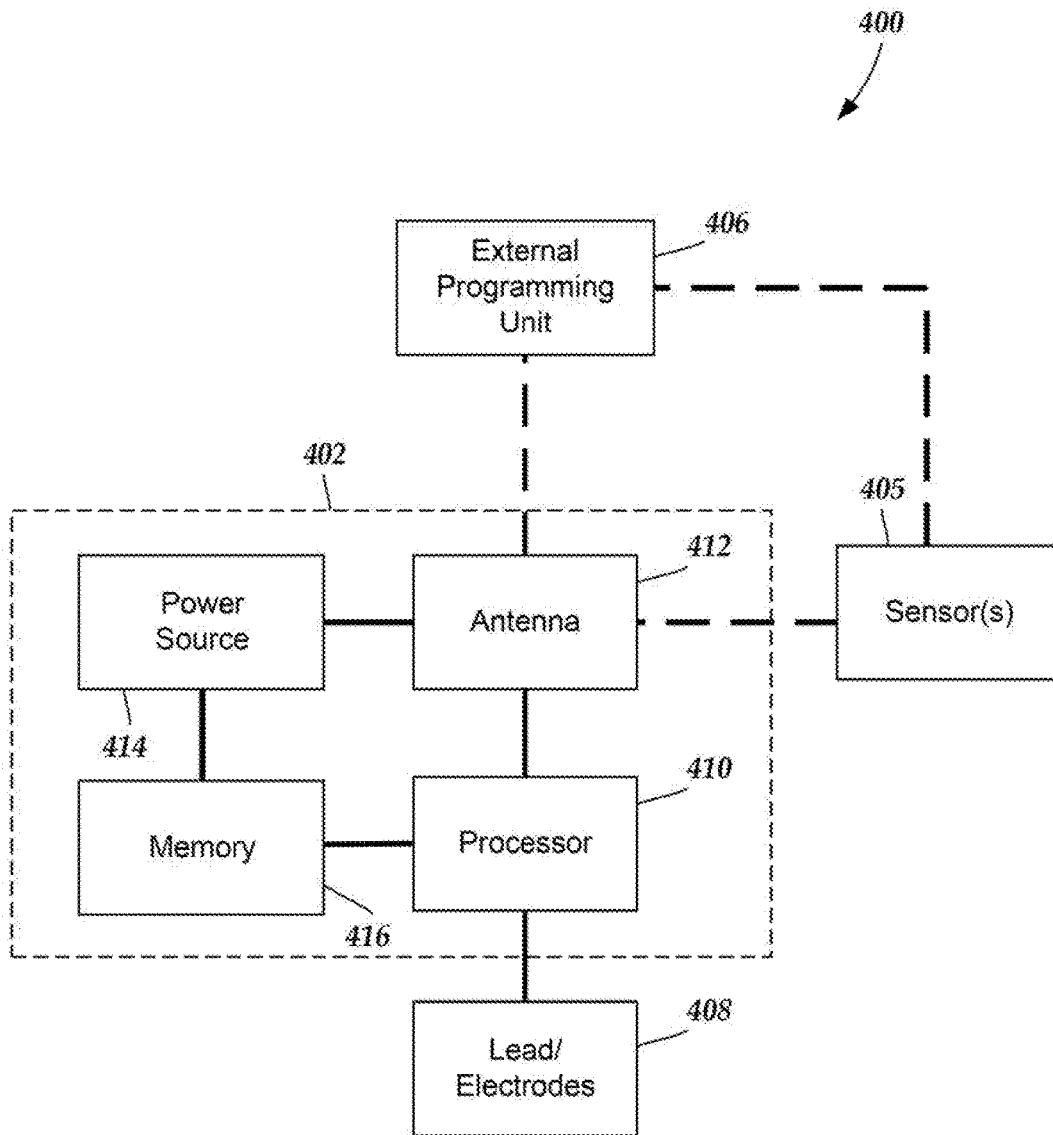 400
406
External
Programming
Unit
402
405
412
Power
Source
Antenna
Sensor(s)
414
410
Memory
Processor
416
408
Lead/
Electrodes